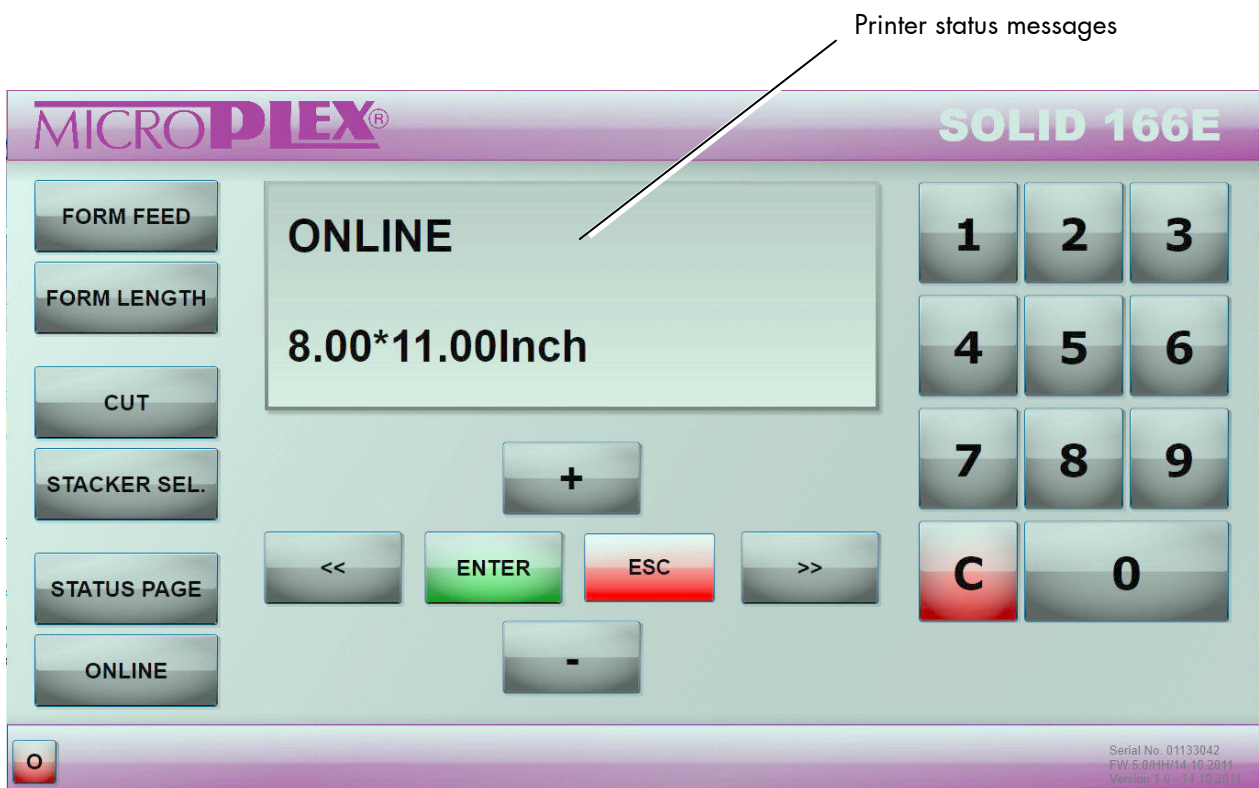 Printer status messages
MICROPLEX®
SOLID 166E
FORM FEED
FORM LENGTH
CUT
STACKER SEL.
STATUS PAGE
ONLINE
ONLINE
8.00*11.00Inch
+
<<
ENTER
ESC
>>
-
1 2 3
4 5 6
7 8 9
C 0
O
Serial No. 01133042
FW 5.0/HH/14.10.2011
Version 1.0 - 14.10.2011